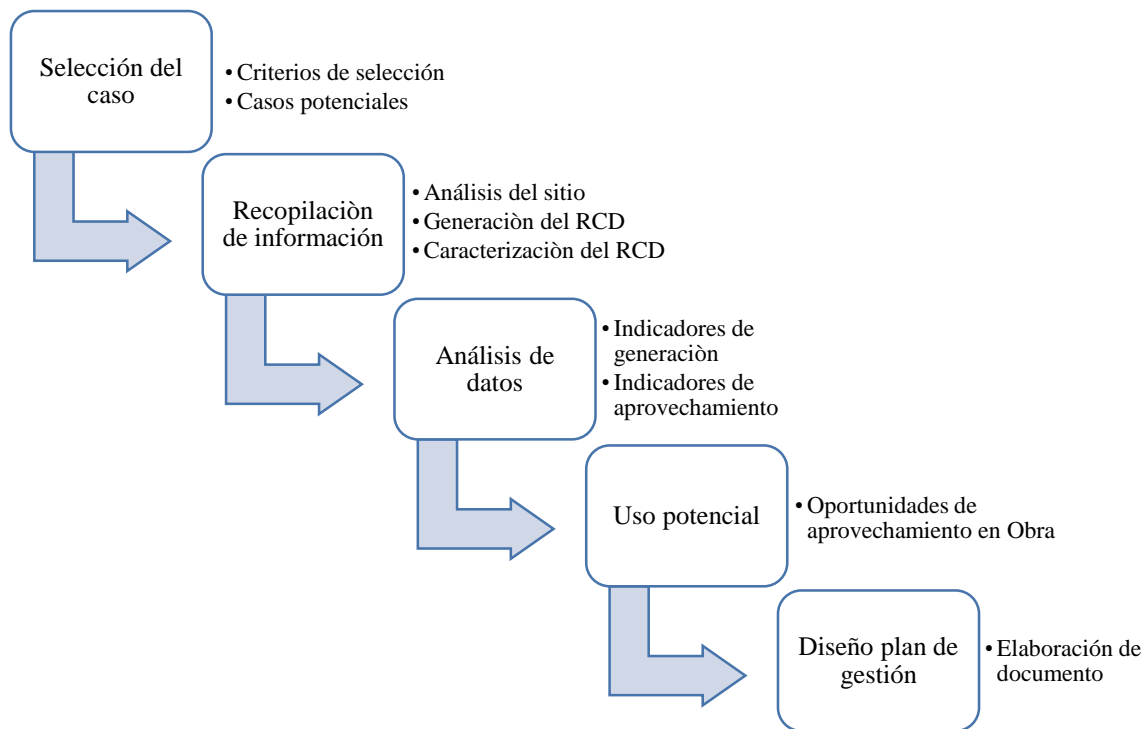 Selección del
caso
• Criterios de selección
• Casos potenciales
Recopilaciòn
de información
• Análisis del sitio
• Generaciòn del RCD
• Caracterizaciòn del RCD
Análisis de
datos
• Indicadores de
generaciòn
• Indicadores de
aprovechamiento
Uso potencial
• Oportunidades de
aprovechamiento en Obra
Diseño plan de
gestión
• Elaboración de
documento